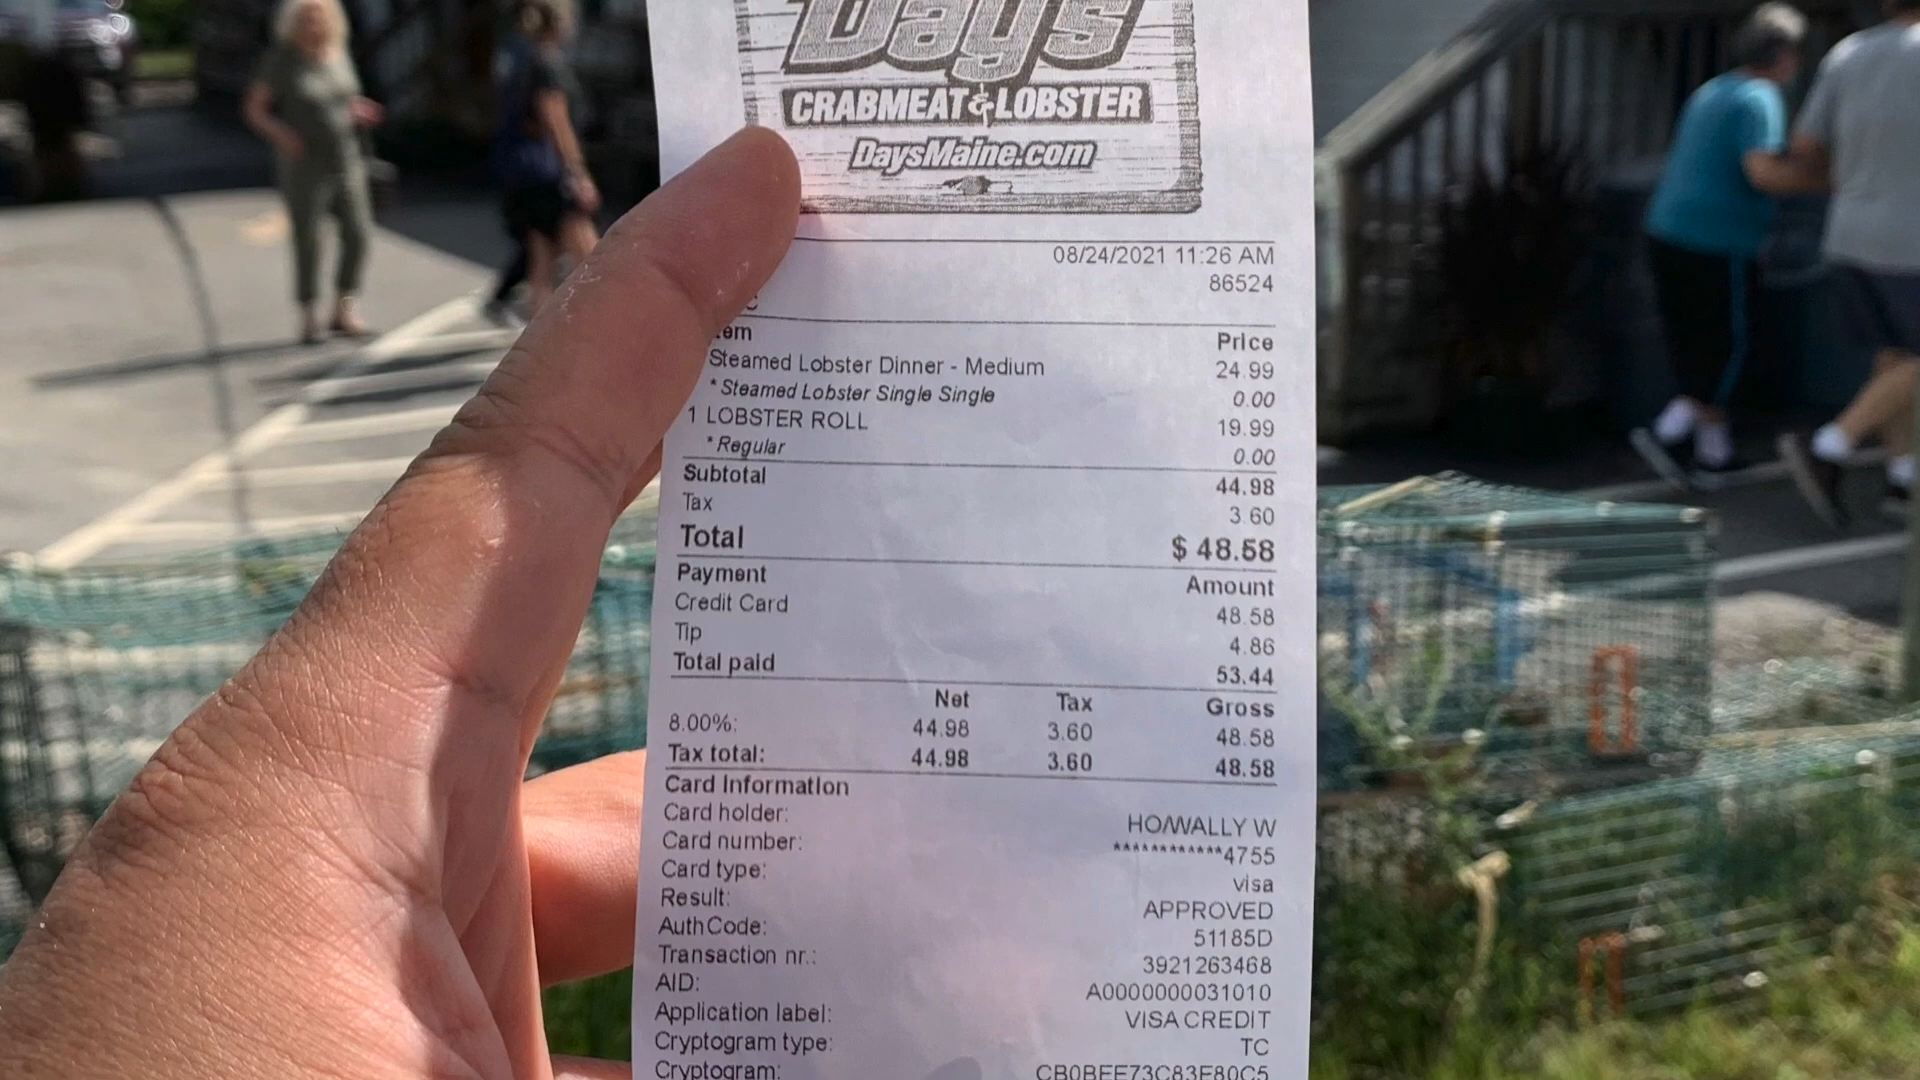 Days
CRABMEAT & LOBSTER
DaysMaine.com
08/24/2021 11:26 AM
86524
Price
Steamed Lobster Dinner - Medium 24.99
* Steamed Lobster Single Single 0.00
1 LOBSTER ROLL 19.99
* Regular 0.00
Subtotal 44.98
Tax 3.60
Total $ 48.58
Payment Amount
Credit Card 48.58
Tip 4.86
Total paid 53.44
Net Tax Gross
8.00%: 44.98 3.60 48.58
Tax total: 44.98 3.60 48.58
Card Information
Card holder: HO/WALLY W
Card number: ************4755
Card type: visa
Result: APPROVED
AuthCode: 51185D
Transaction nr.: 3921263468
AID: A0000000031010
Application label: VISA CREDIT
Cryptogram type: TC
Cryptogram: CB0BEE73C83F80C5